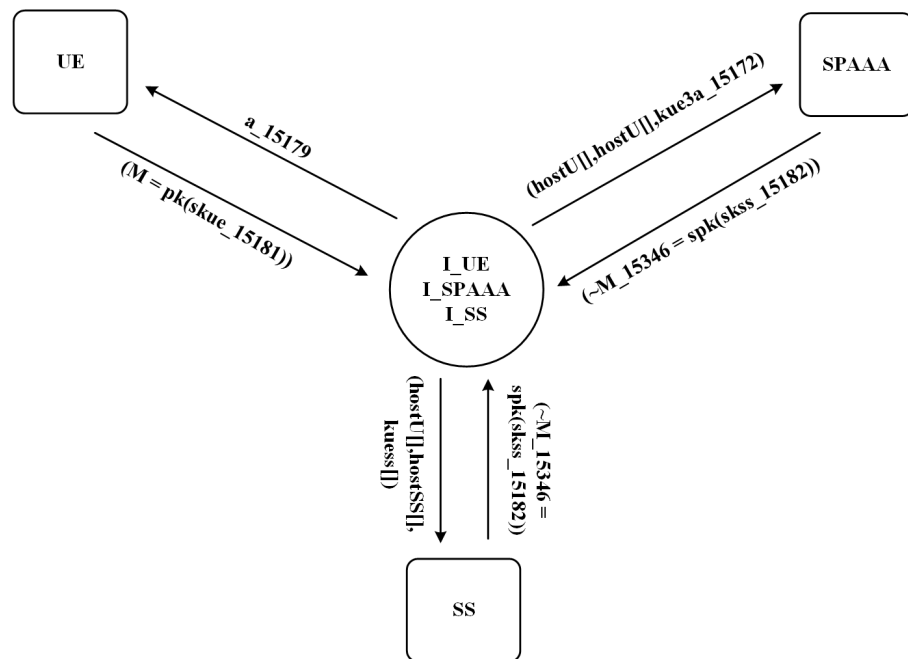 UE
SPAAA
a_15179
(M = pk(skue_15181))
(hostU[],hostU[],kue3a_15172)
(~M_15346 = spk(skss_15182))
I_UE
I_SPAAA
I_SS
(hostU[],hostSS[],
kuess[])
(~M_15346 =
spk(skss_15182))
SS